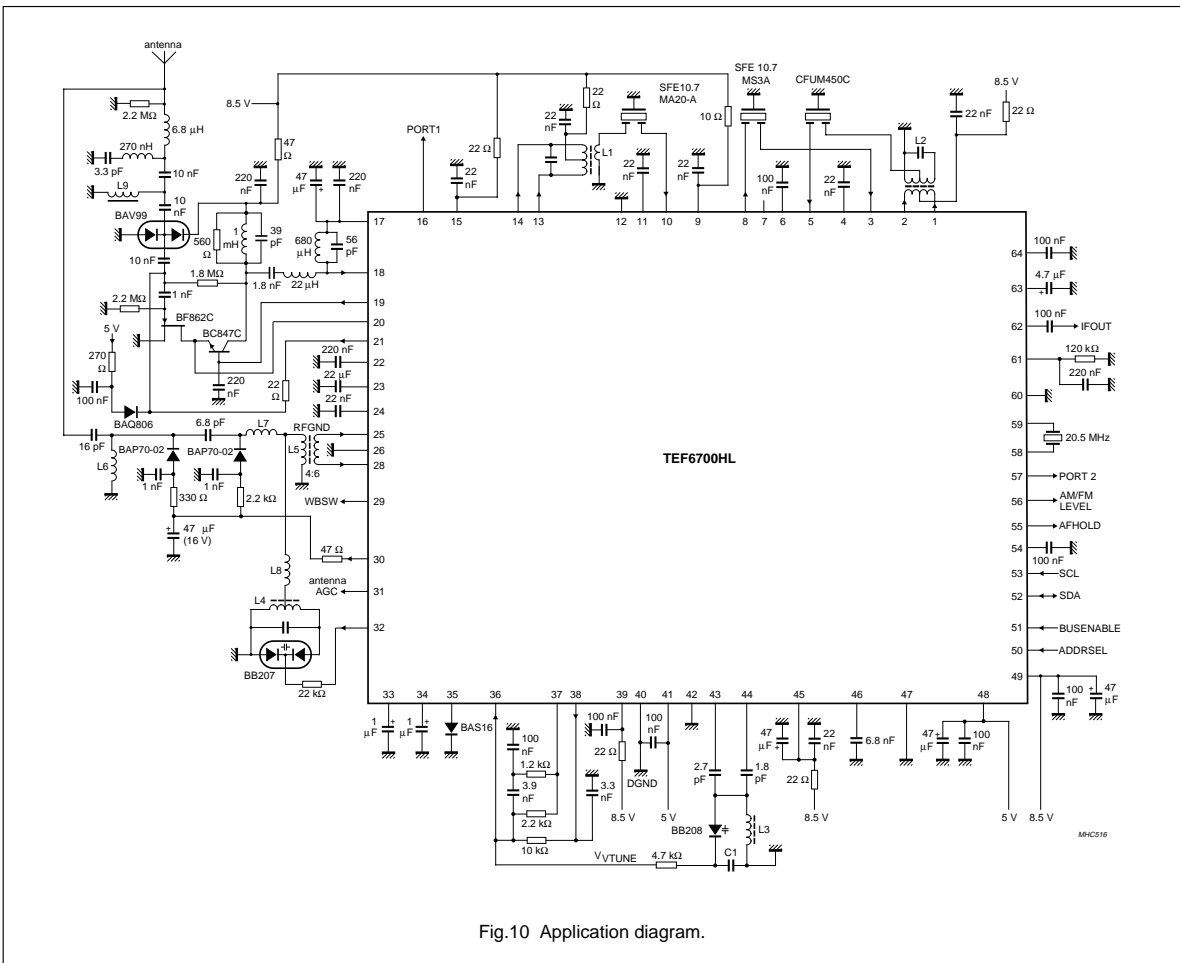 antenna
2.2 MΩ
6.8 μH
270 nH
3.3 pF
10 nF
L9
10
nF
BAV99
10 nF
560
Ω
1
mH
39
pF
1.8 MΩ
1 nF
2.2 MΩ
BF862C
BC847C
5 V
270
Ω
100 nF
BAQ806
220
nF
22
Ω
8.5 V
47
Ω
220
nF
47
μF
+
220
nF
680
μH
56
pF
1.8 nF
22 μH
220 nF
22 μF
22 nF
16 pF
6.8 pF
L7
L6
BAP70-02
BAP70-02
1 nF
1 nF
330 Ω
2.2 kΩ
+
47 μF
(16 V)
RFGND
L5
4:6
WBSW
47 Ω
L8
antenna
AGC
L4
BB207
22 kΩ
PORT1
22 Ω
22
nF
22
nF
22
Ω
L1
SFE10.7
MA20-A
22
nF
22
nF
10 Ω
SFE 10.7
MS3A
100
nF
CFUM450C
22
nF
L2
22 nF
8.5 V
22 Ω
17
16
15
14
13
12
11
10
9
8
7
6
5
4
3
2
1
18
19
20
21
22
23
24
25
26
28
29
30
31
32
TEF6700HL
64
100 nF
63
4.7 μF
+
62
100 nF
IFOUT
61
120 kΩ
220 nF
60
59
20.5 MHz
58
57
PORT 2
56
AM/FM
LEVEL
55
AFHOLD
54
100 nF
53
SCL
52
SDA
51
BUSENABLE
50
ADDRSEL
49
100
nF
+
47
μF
33
34
35
36
37
38
39
40
41
42
43
44
45
46
47
48
1
μF
+
1
μF
+
BAS16
100
nF
1.2 kΩ
3.9
nF
2.2 kΩ
10 kΩ
3.3
nF
100 nF
22 Ω
8.5 V
100
nF
DGND
5 V
2.7
pF
1.8
pF
BB208
L3
VVTUNE
4.7 kΩ
C1
47
μF
+
22
nF
22 Ω
8.5 V
6.8 nF
47
μF
+
100
nF
5 V
8.5 V
MHC516
Fig.10 Application diagram.